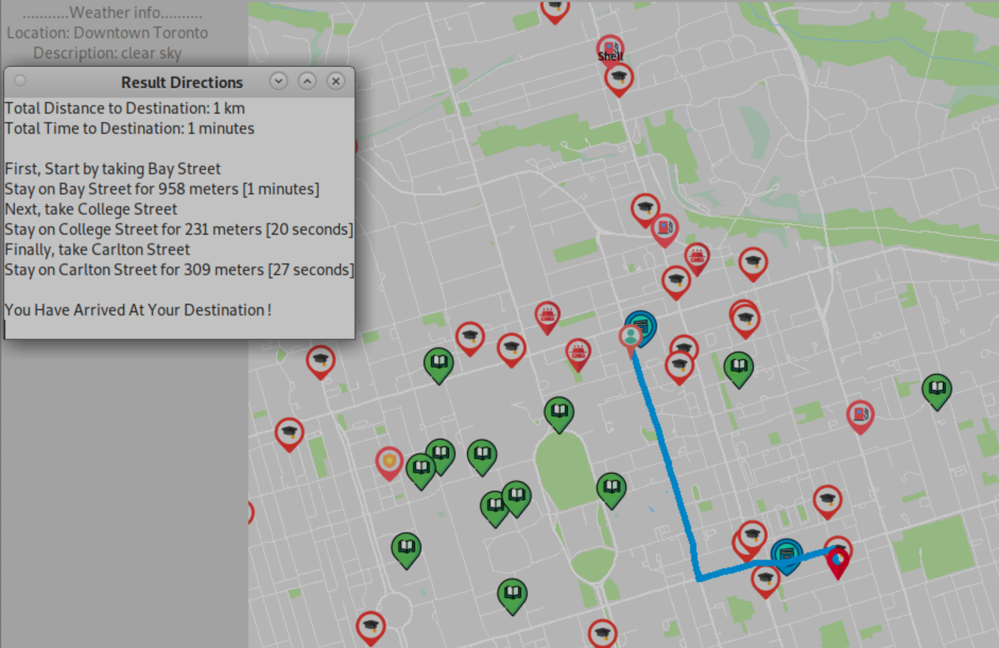 ...........Weather info..........
Location: Downtown Toronto
Description: clear sky
Result Directions
Total Distance to Destination: 1 km
Total Time to Destination: 1 minutes
First, Start by taking Bay Street
Stay on Bay Street for 958 meters [1 minutes]
Next, take College Street
Stay on College Street for 231 meters [20 seconds]
Finally, take Carlton Street
Stay on Carlton Street for 309 meters [27 seconds]
You Have Arrived At Your Destination !
Shell